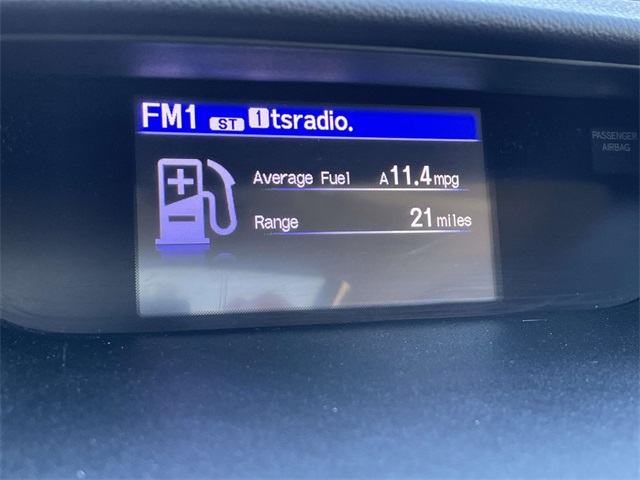 FM1 ST 1 tsradio.
PASSENGER
AIRBAG
Average Fuel A 11.4 mpg
Range 21 miles